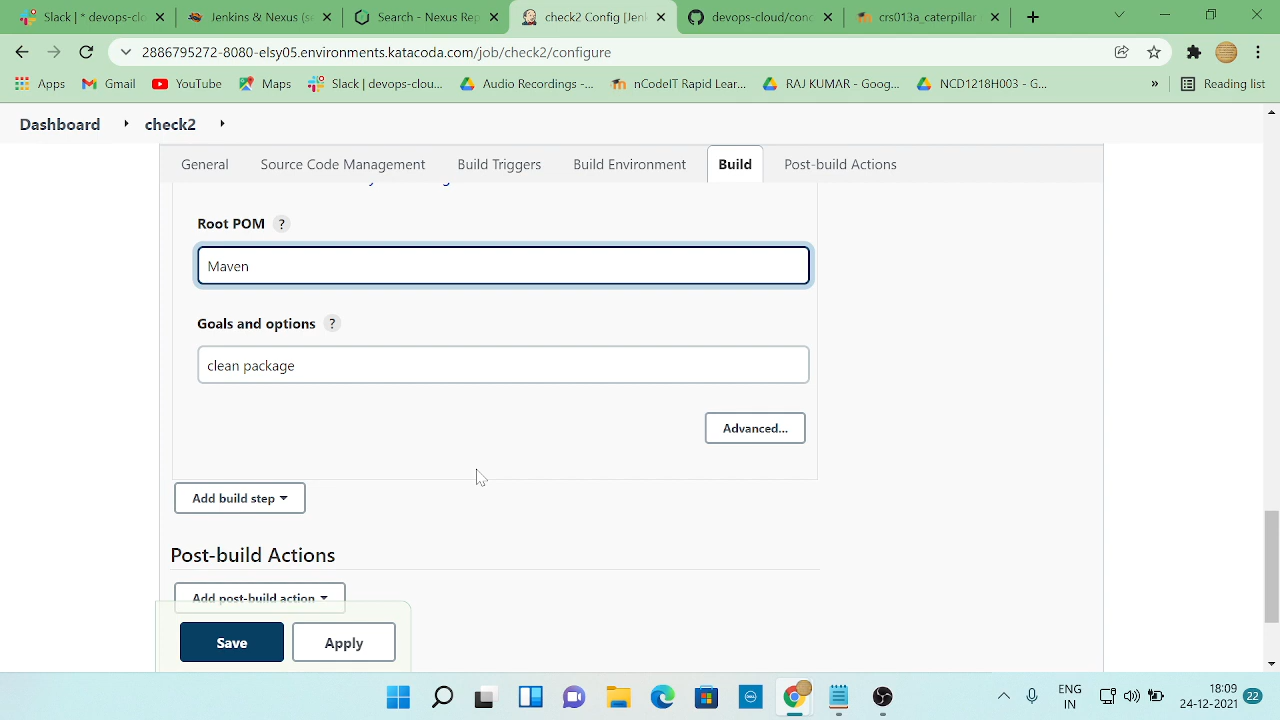 Slack | * devops-clo
Jenkins & Nexus (se
Search - Nexus Rep
check2 Config [Jenk
devops-cloud/conc
crs013a_caterpillar
2886795272-8080-elsy05.environments.katacoda.com/job/check2/configure
Apps
Gmail
YouTube
Maps
Slack | devops-clou...
Audio Recordings -...
nCodeIT Rapid Lear...
RAJ KUMAR - Goog...
NCD1218H003 - G...
»
Reading list
Dashboard
check2
General
Source Code Management
Build Triggers
Build Environment
Build
Post-build Actions
Root POM ?
Maven
Goals and options ?
clean package
Advanced...
Add build step
Post-build Actions
Add post-build action
Save
Apply
ENG
IN
18:09
24-12-2021
22